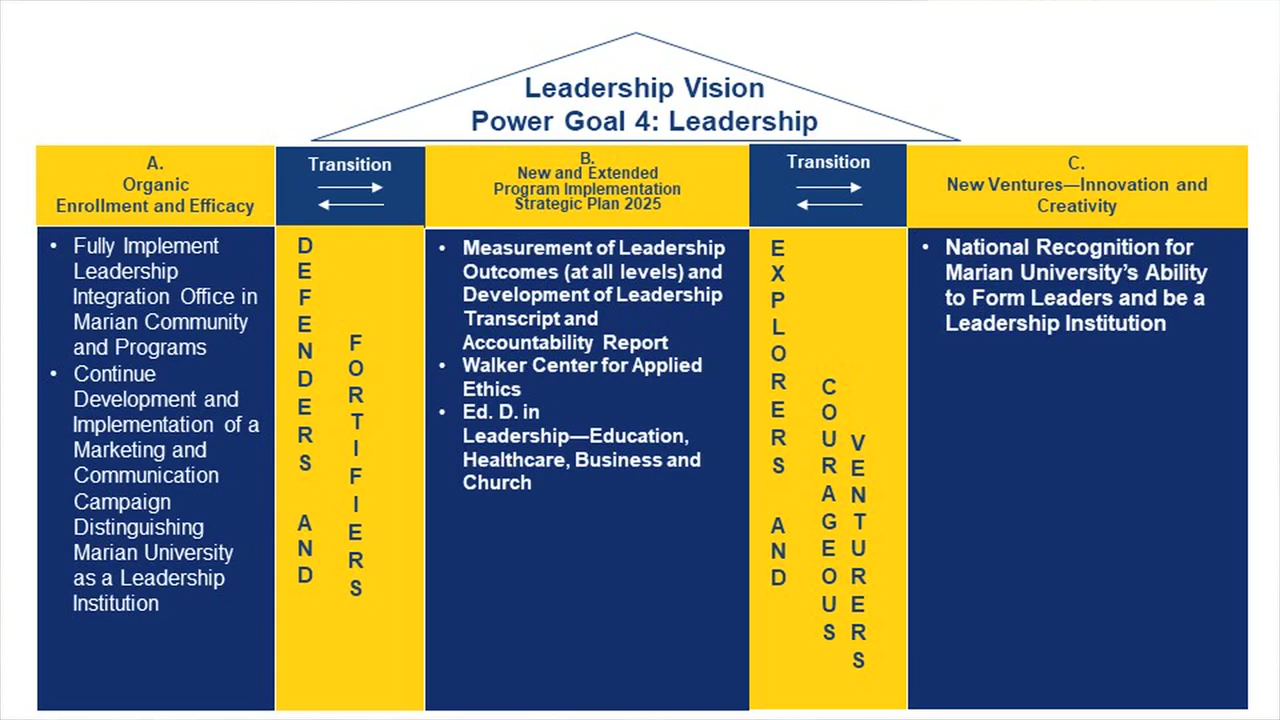 Leadership Vision
Power Goal 4: Leadership
A.
Organic
Enrollment and Efficacy
• Fully Implement
Leadership
Integration Office in
Marian Community
and Programs
• Continue
Development and
Implementation of a
Marketing and
Communication
Campaign
Distinguishing
Marian University
as a Leadership
Institution
Transition
DEFENDERS AND
FORTIFIERS
B.
New and Extended
Program Implementation
Strategic Plan 2025
• Measurement of Leadership
Outcomes (at all levels) and
Development of Leadership
Transcript and
Accountability Report
• Walker Center for Applied
Ethics
• Ed. D. in
Leadership—Education,
Healthcare, Business and
Church
Transition
EXPLORERS AND
COURAGEOUS
VENTURERS
C.
New Ventures—Innovation and
Creativity
• National Recognition for
Marian University’s Ability
to Form Leaders and be a
Leadership Institution